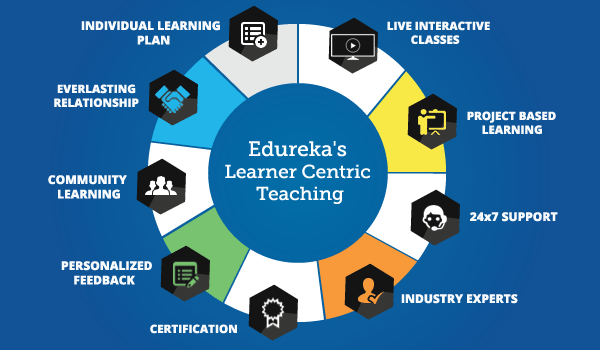 INDIVIDUAL LEARNING
PLAN
LIVE INTERACTIVE
CLASSES
EVERLASTING
RELATIONSHIP
PROJECT BASED
LEARNING
Edureka's
Learner Centric
Teaching
COMMUNITY
LEARNING
24x7 SUPPORT
PERSONALIZED
FEEDBACK
INDUSTRY EXPERTS
CERTIFICATION